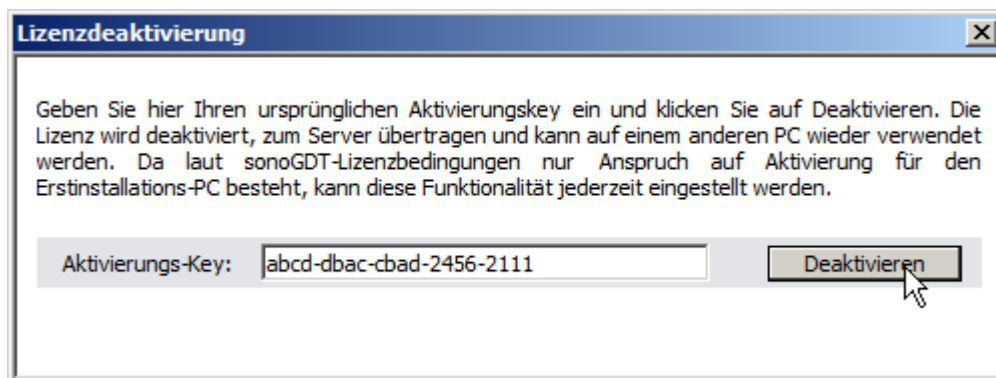 Lizenzdeaktivierung
Geben Sie hier Ihren ursprünglichen Aktivierungskey ein und klicken Sie auf Deaktivieren. Die
Lizenz wird deaktiviert, zum Server übertragen und kann auf einem anderen PC wieder verwendet
werden. Da laut sonoGDT-Lizenzbedingungen nur Anspruch auf Aktivierung für den
Erstinstallations-PC besteht, kann diese Funktionalität jederzeit eingestellt werden.
Aktivierungs-Key: abcd-dbac-cbad-2456-2111 Deaktivieren